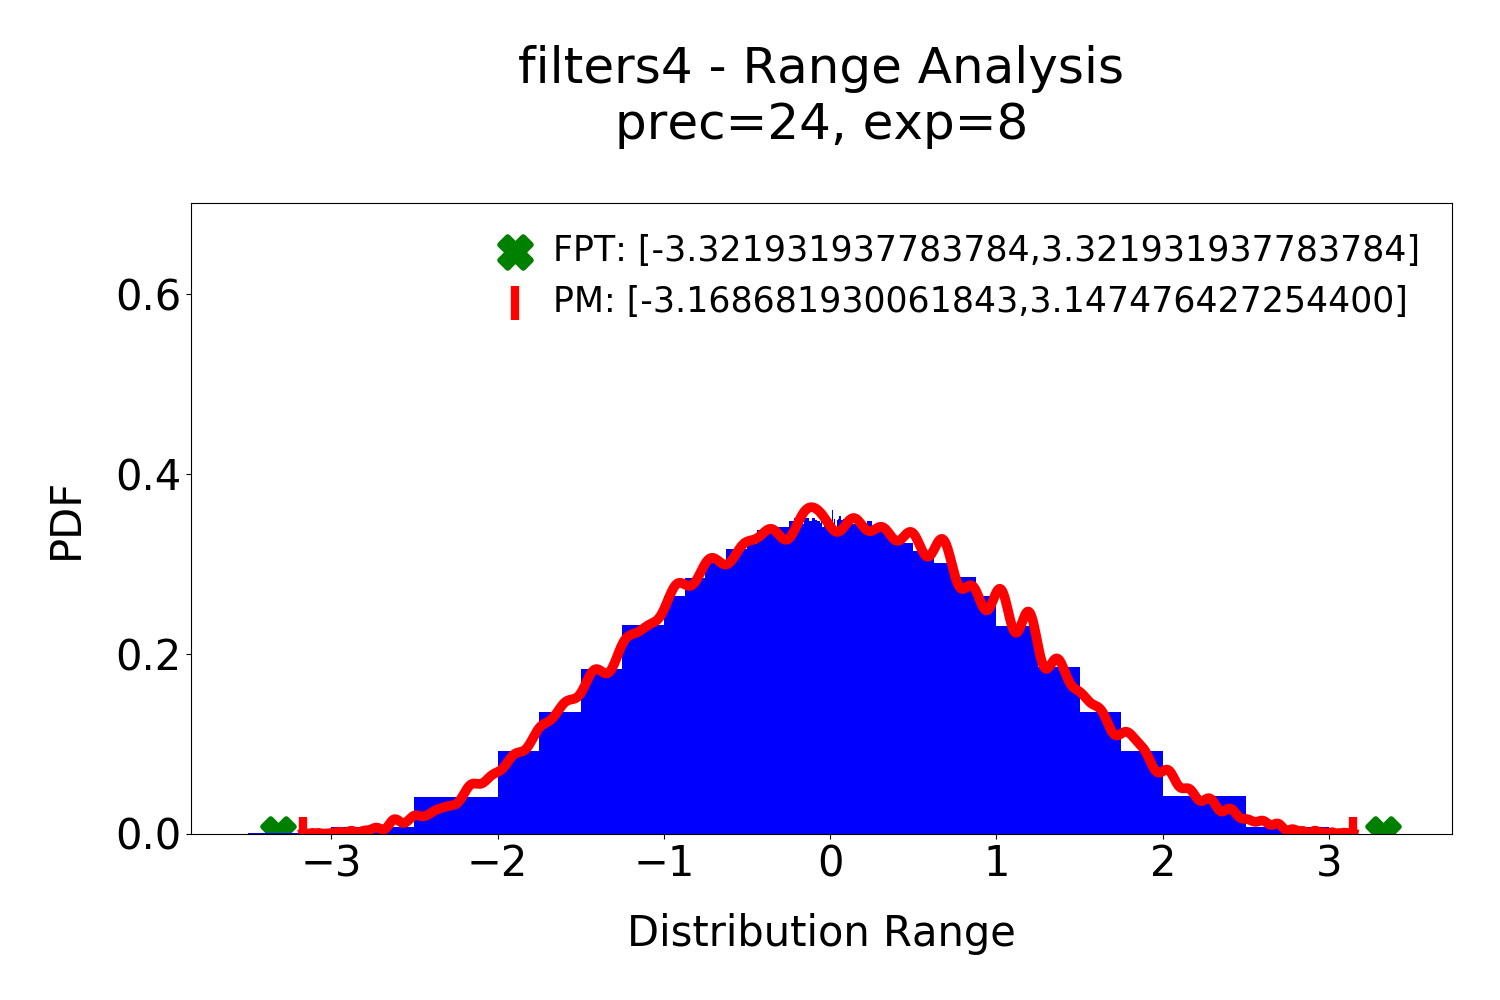 filters4 - Range Analysis
prec=24, exp=8
FPT: [-3.321931937783784,3.321931937783784]
PM: [-3.168681930061843,3.147476427254400]
0.6
0.4
0.2
0.0
PDF
−3 −2 −1 0 1 2 3
Distribution Range